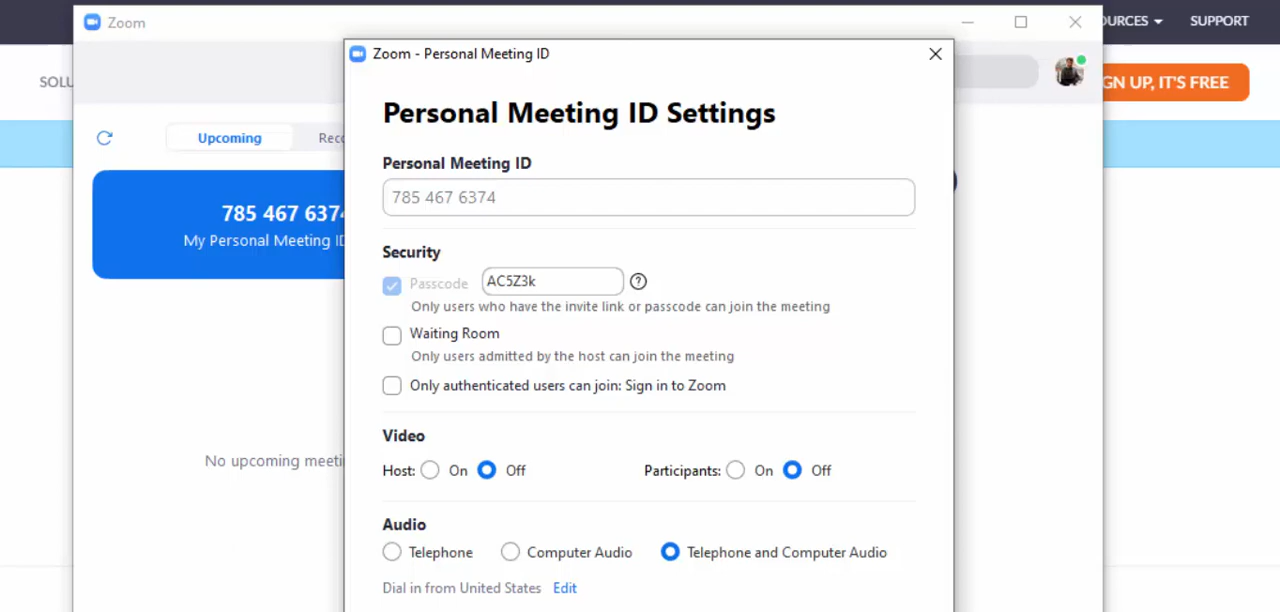 Zoom
OURCES
SUPPORT
Zoom - Personal Meeting ID
SOLU
GN UP, IT'S FREE
Personal Meeting ID Settings
Upcoming
Reco
Personal Meeting ID
785 467 6374
785 467 6374
My Personal Meeting ID
Security
Passcode AC5Z3k ?
Only users who have the invite link or passcode can join the meeting
Waiting Room
Only users admitted by the host can join the meeting
Only authenticated users can join: Sign in to Zoom
Video
No upcoming meeti
Host: On Off Participants: On Off
Audio
Telephone Computer Audio Telephone and Computer Audio
Dial in from United States Edit